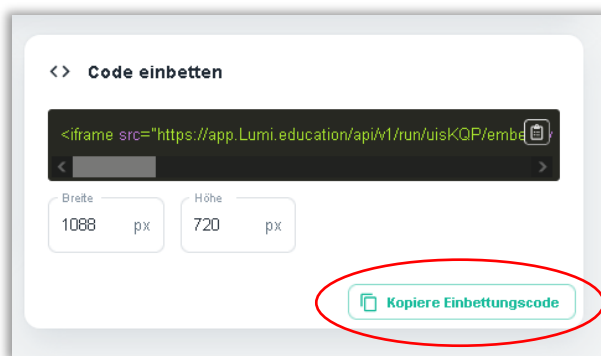 <> Code einbetten
<iframe src="https://app.Lumi.education/api/v1/run/uisKQP/embe
Breite
Höhe
1088 px
720 px
Kopiere Einbettungscode